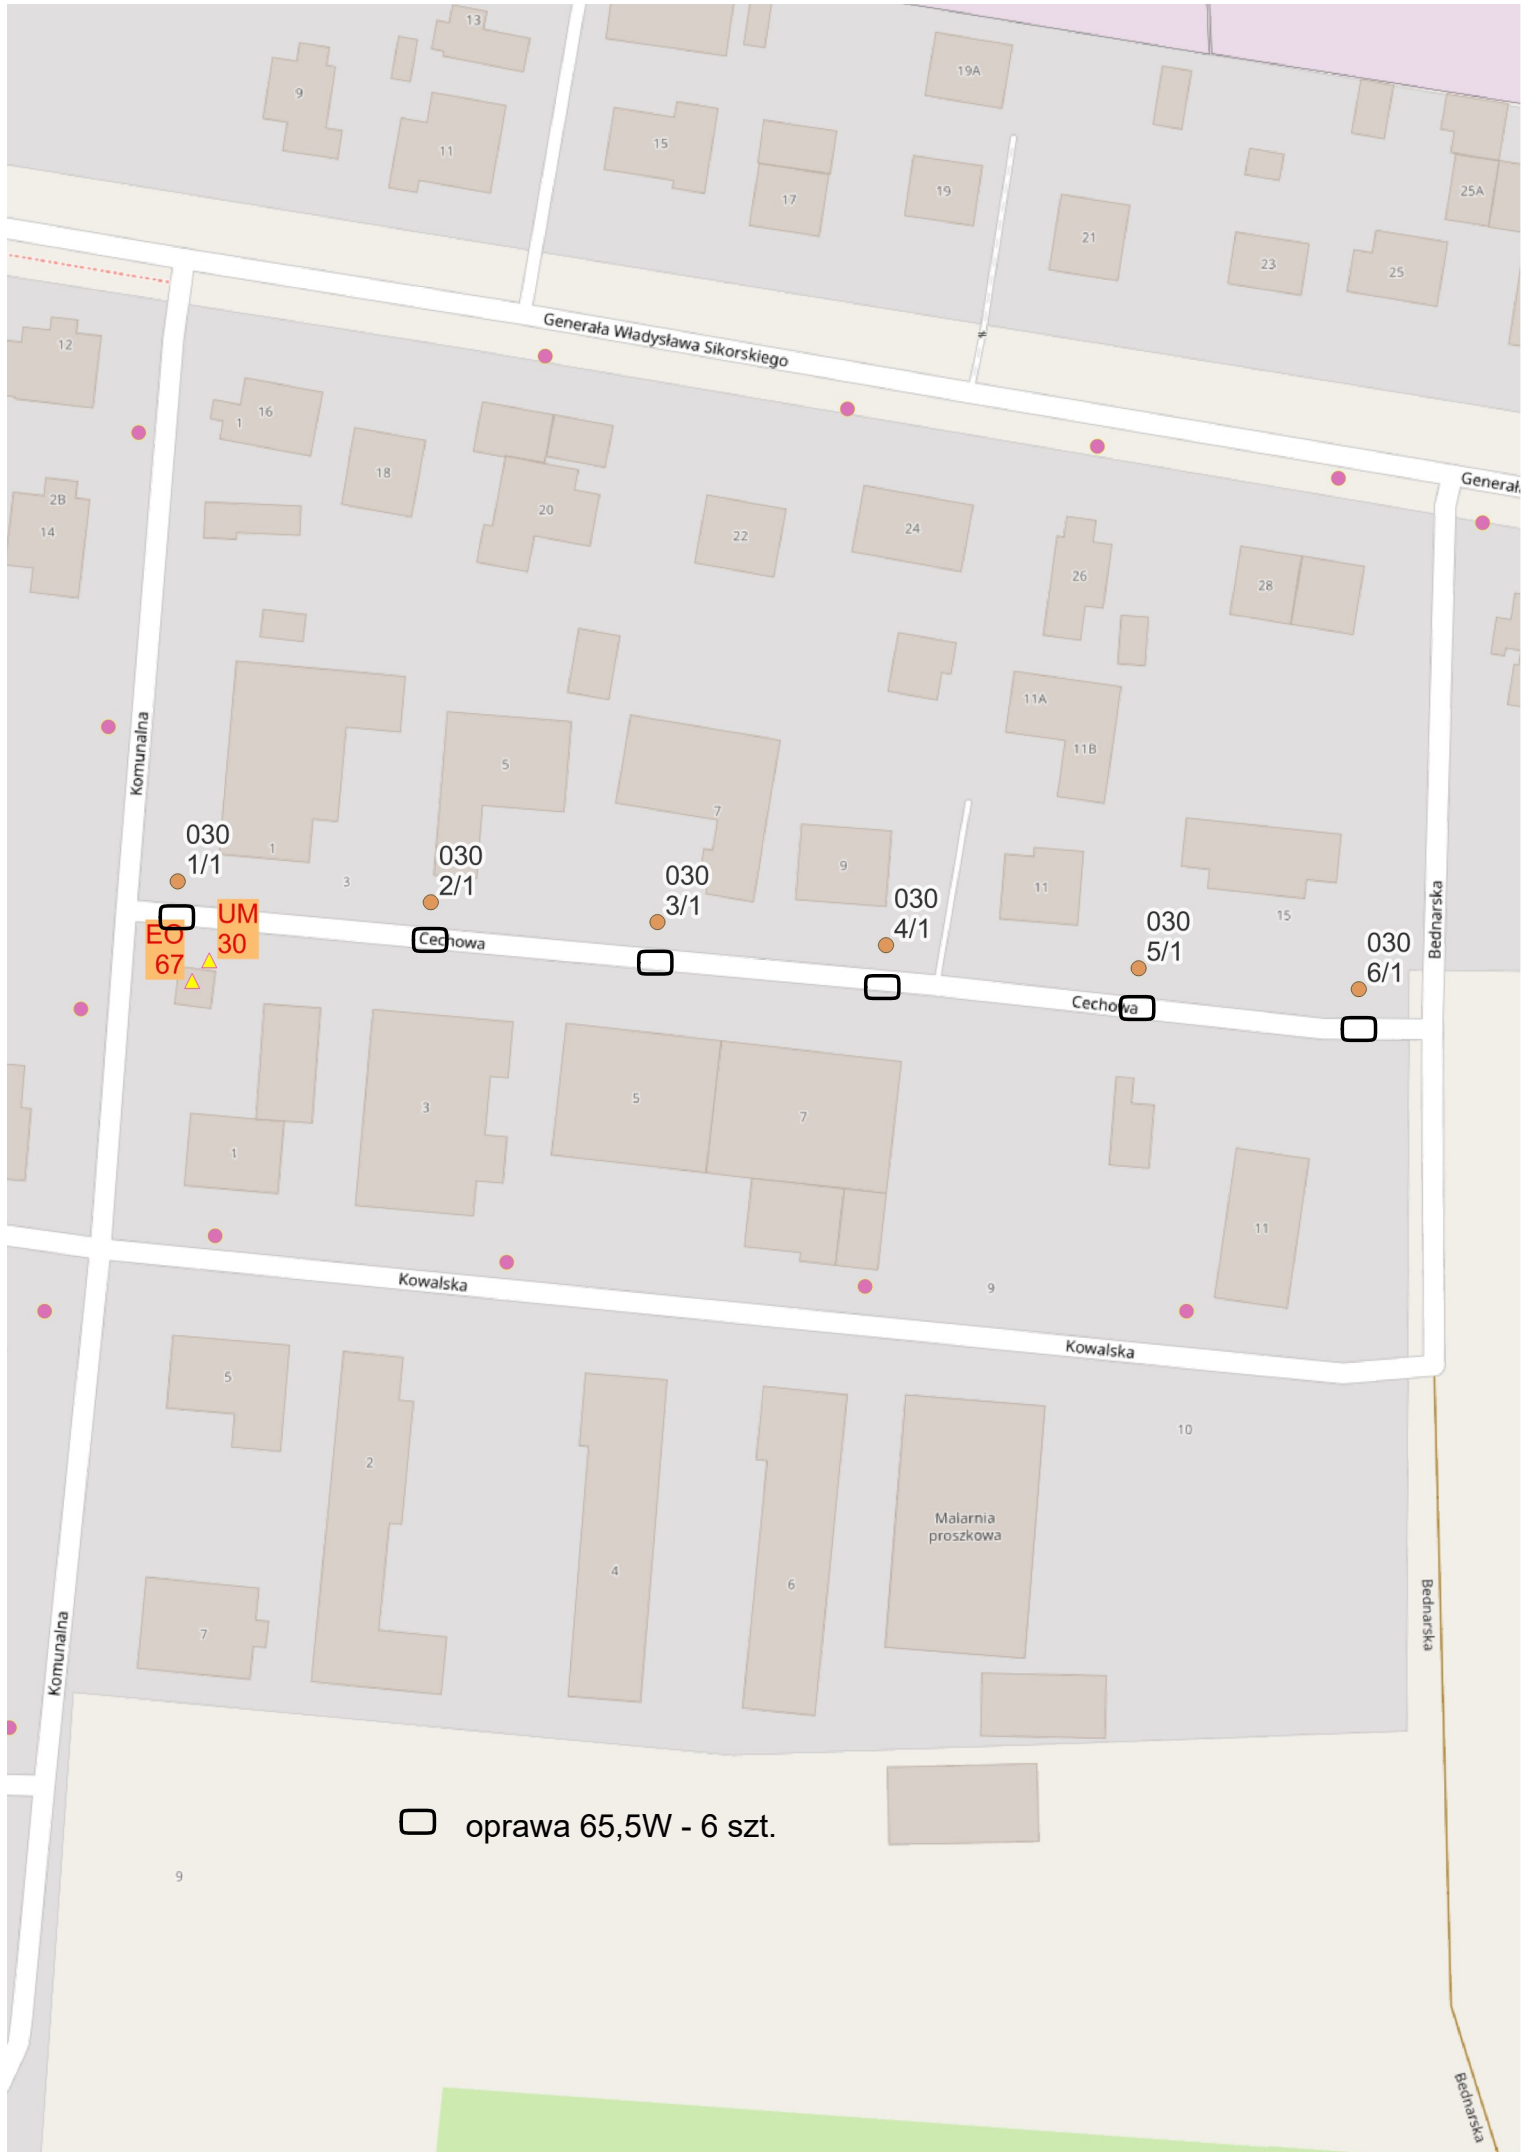 13
9
11
15
17
19A
19
21
23
25
25A
Generała Władysława Sikorskiego
Generał
12
16
1
18
20
22
24
26
28
2B
14
Komunalna
11A
11B
5
7
1
3
9
11
15
Bednarska
030
1/1
030
2/1
030
3/1
030
4/1
030
5/1
030
6/1
EO
67
UM
30
Cechowa
Cechowa
3
5
7
1
11
9
Kowalska
Kowalska
5
2
4
6
10
Malarnia
proszkowa
7
Komunalna
Bednarska
oprawa 65,5W - 6 szt.
9
Bednarska